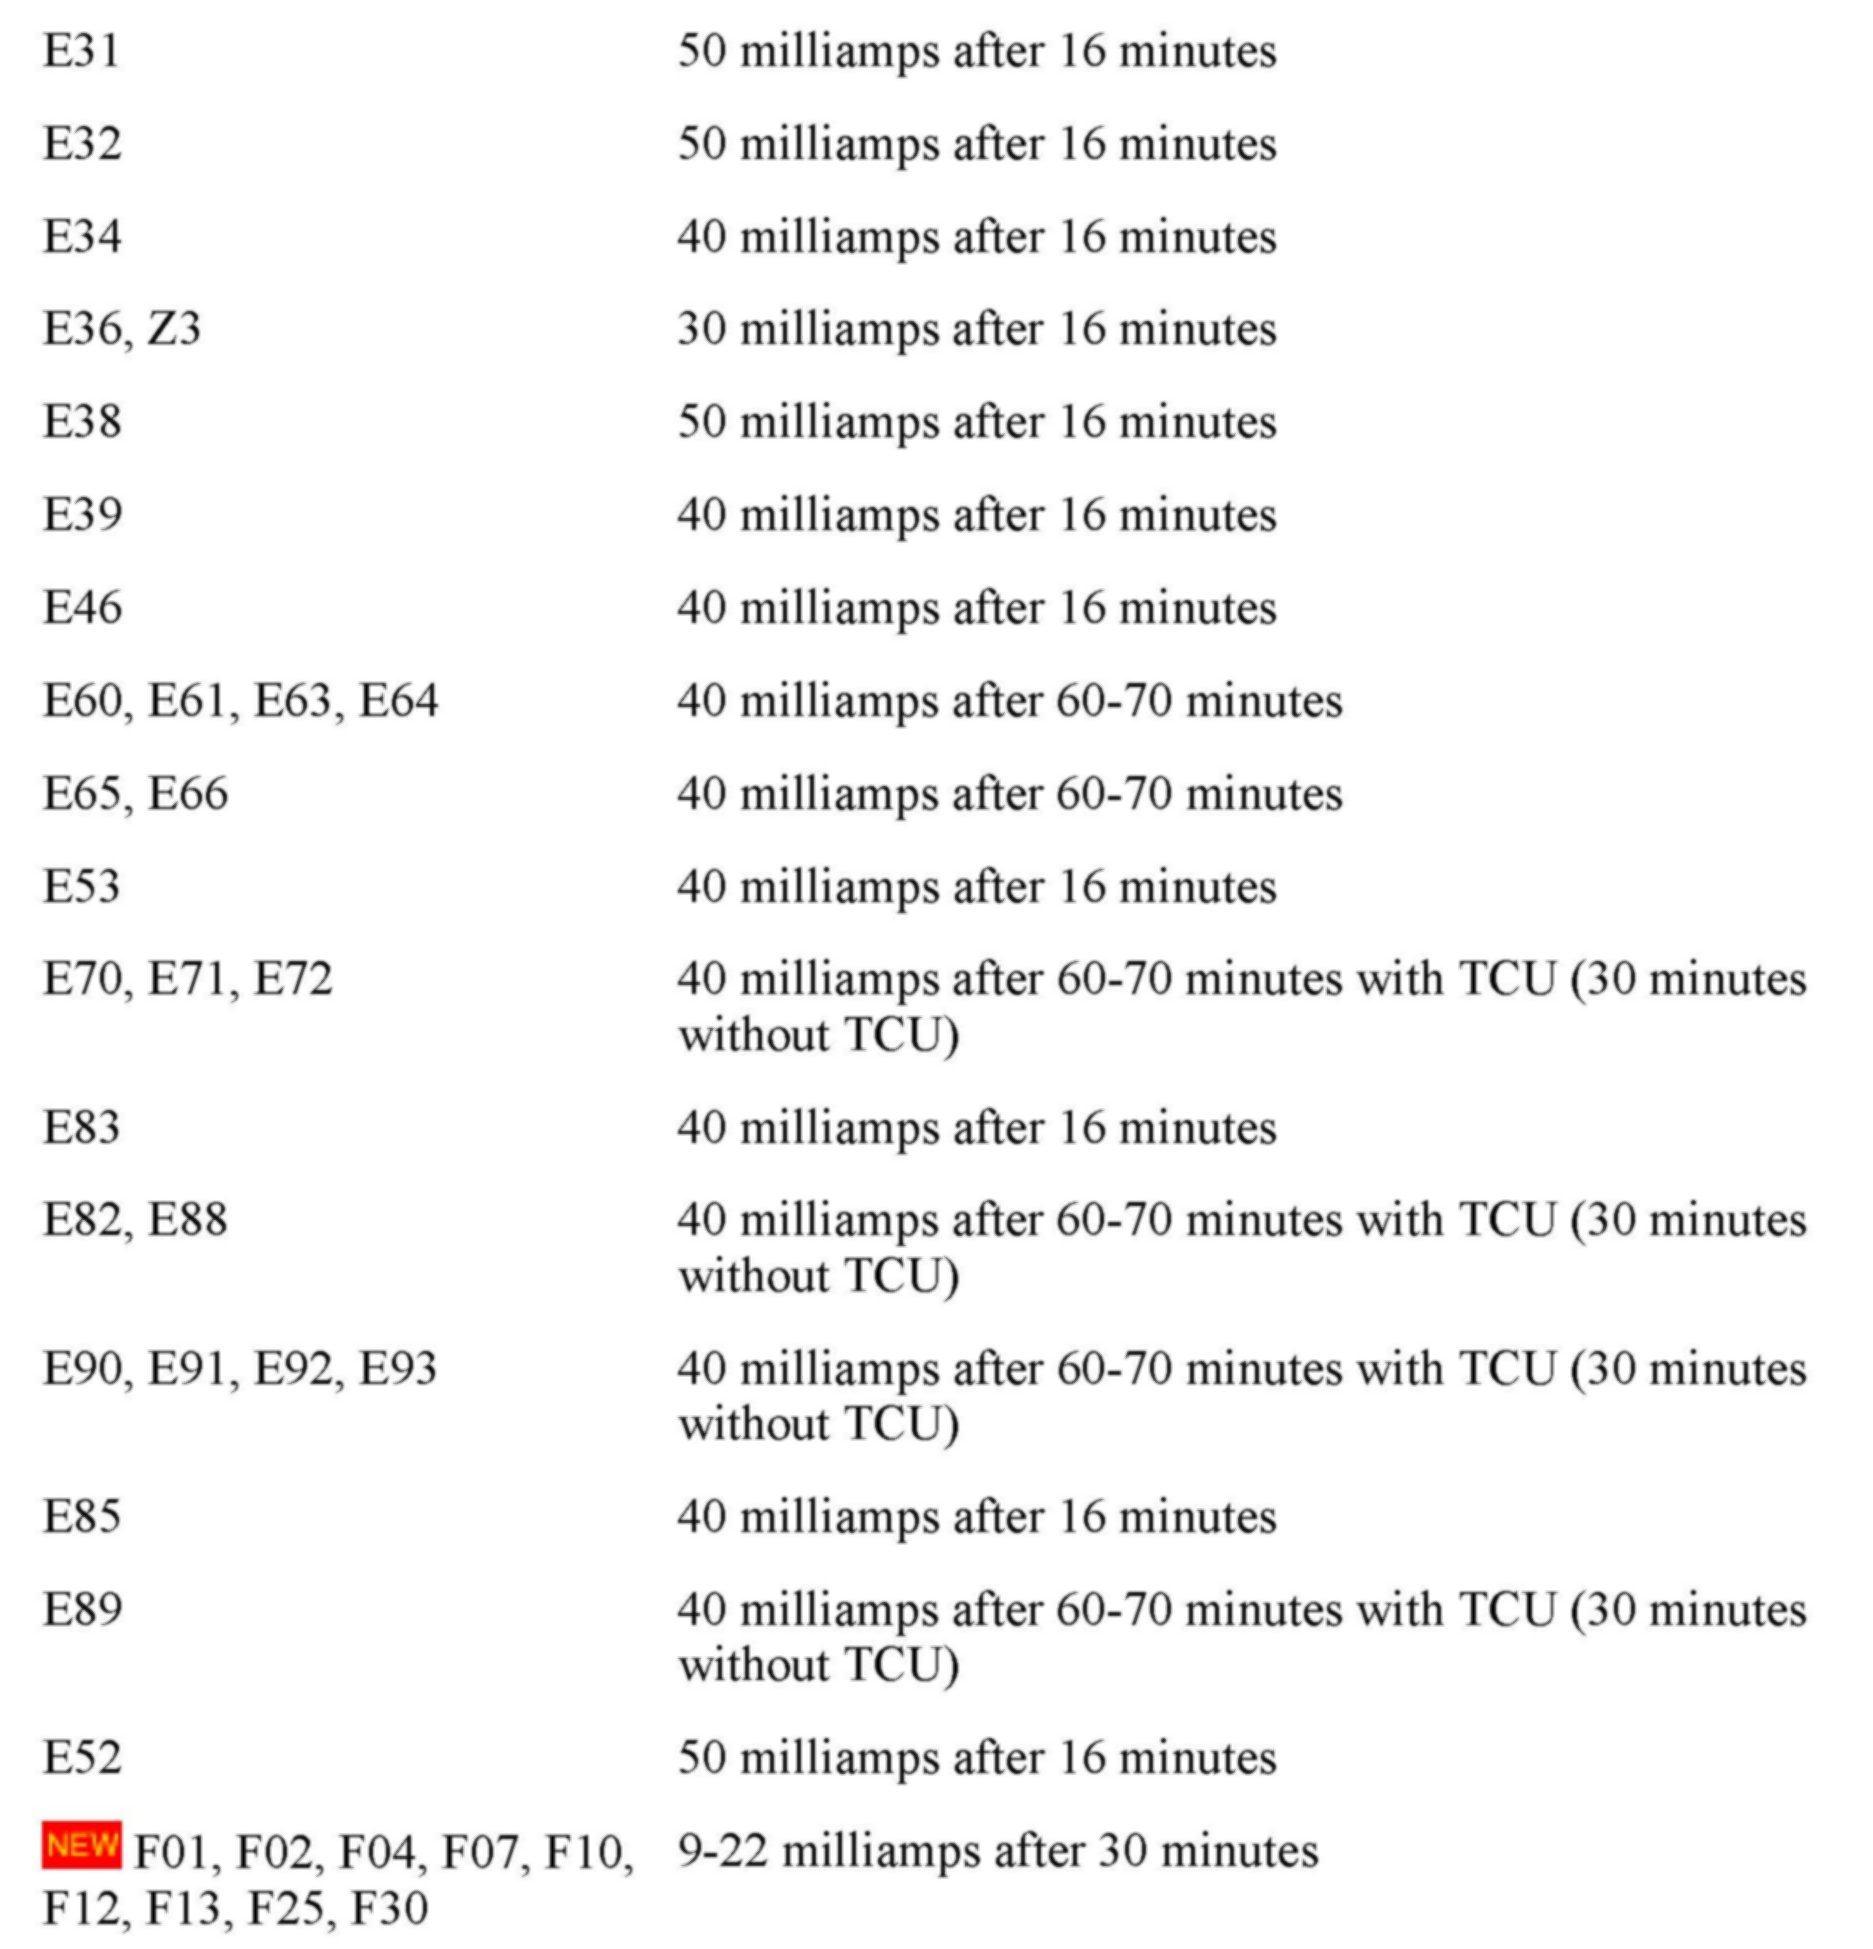 E31 50 milliamps after 16 minutes
E32 50 milliamps after 16 minutes
E34 40 milliamps after 16 minutes
E36, Z3 30 milliamps after 16 minutes
E38 50 milliamps after 16 minutes
E39 40 milliamps after 16 minutes
E46 40 milliamps after 16 minutes
E60, E61, E63, E64 40 milliamps after 60-70 minutes
E65, E66 40 milliamps after 60-70 minutes
E53 40 milliamps after 16 minutes
E70, E71, E72 40 milliamps after 60-70 minutes with TCU (30 minutes
without TCU)
E83 40 milliamps after 16 minutes
E82, E88 40 milliamps after 60-70 minutes with TCU (30 minutes
without TCU)
E90, E91, E92, E93 40 milliamps after 60-70 minutes with TCU (30 minutes
without TCU)
E85 40 milliamps after 16 minutes
E89 40 milliamps after 60-70 minutes with TCU (30 minutes
without TCU)
E52 50 milliamps after 16 minutes
NEW F01, F02, F04, F07, F10, 9-22 milliamps after 30 minutes
F12, F13, F25, F30